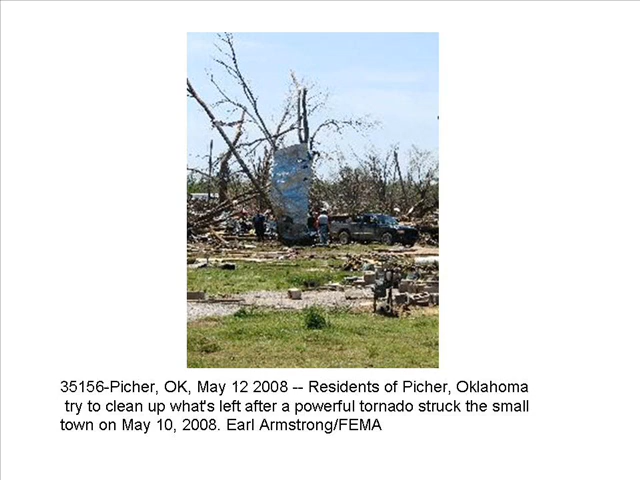 35156-Picher, OK, May 12 2008 -- Residents of Picher, Oklahoma
try to clean up what's left after a powerful tornado struck the small
town on May 10, 2008. Earl Armstrong/FEMA